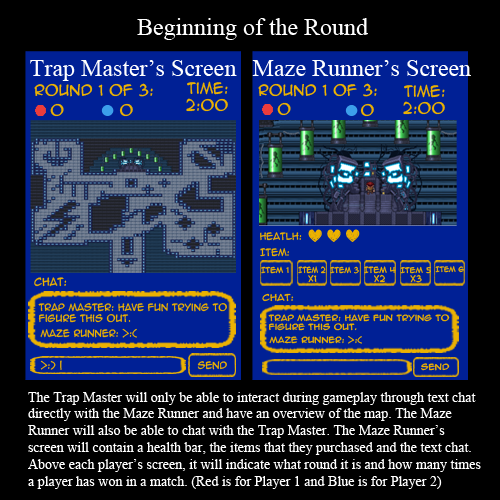 Beginning of the Round
Trap Master's Screen
ROUND 1 OF 3:
TIME:
0
0
2:00
CHAT:
TRAP MASTER: HAVE FUN TRYING TO
FIGURE THIS OUT.
MAZE RUNNER: >:(
>:) |
SEND
Maze Runner's Screen
ROUND 1 OF 3:
TIME:
0
0
2:00
HEATLH:
ITEM:
ITEM 1
ITEM 2
X1
ITEM 3
ITEM 4
X2
ITEM 5
X3
ITEM 6
CHAT:
TRAP MASTER: HAVE FUN TRYING TO
FIGURE THIS OUT.
MAZE RUNNER: >:(
SEND
The Trap Master will only be able to interact during gameplay through text chat
directly with the Maze Runner and have an overview of the map. The Maze
Runner will also be able to chat with the Trap Master. The Maze Runner's
screen will contain a health bar, the items that they purchased and the text chat.
Above each player's screen, it will indicate what round it is and how many times
a player has won in a match. (Red is for Player 1 and Blue is for Player 2)